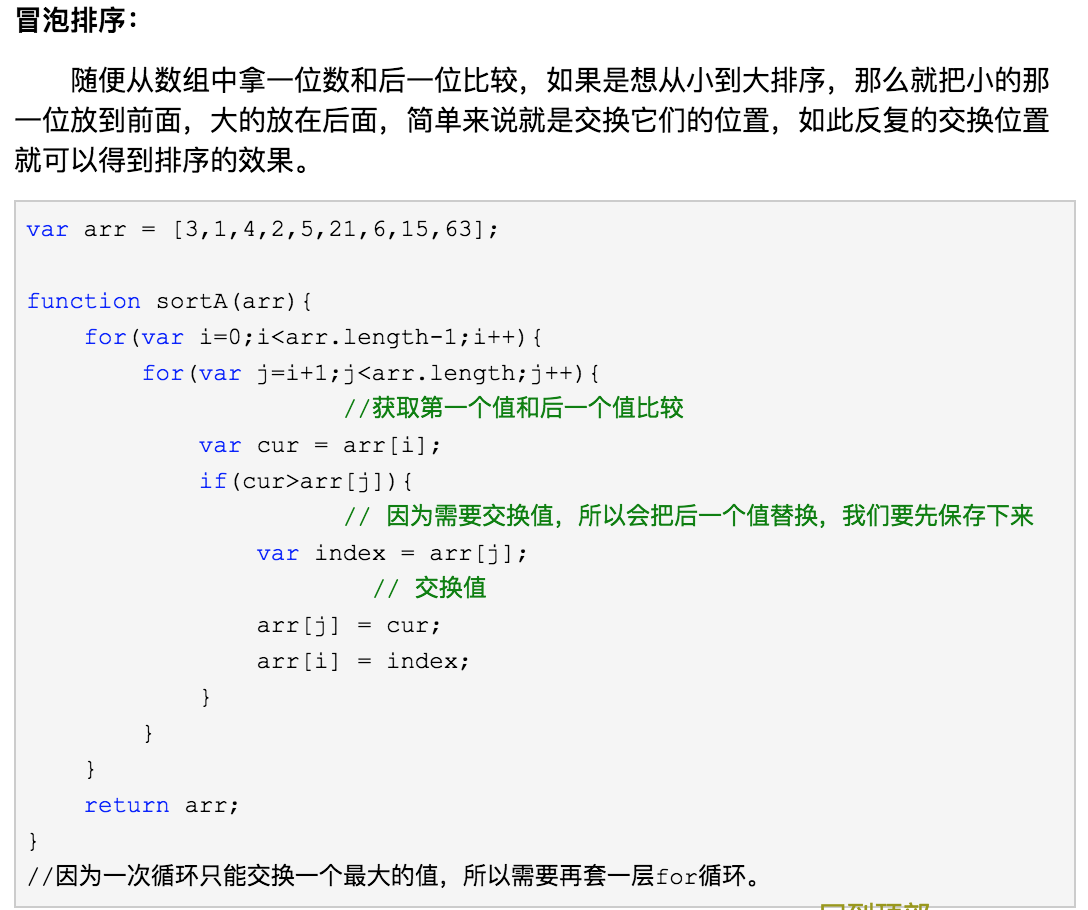 冒泡排序：
随便从数组中拿一位数和后一位比较，如果是想从小到大排序，那么就把小的那
一位放到前面，大的放在后面，简单来说就是交换它们的位置，如此反复的交换位置
就可以得到排序的效果。
var arr = [3,1,4,2,5,21,6,15,63];
function sortA(arr){
for(var i=0;i<arr.length-1;i++){
for(var j=i+1;j<arr.length;j++){
//获取第一个值和后一个值比较
var cur = arr[i];
if(cur>arr[j]){
// 因为需要交换值，所以会把后一个值替换，我们要先保存下来
var index = arr[j];
// 交换值
arr[j] = cur;
arr[i] = index;
}
}
}
return arr;
}
//因为一次循环只能交换一个最大的值，所以需要再套一层for循环。